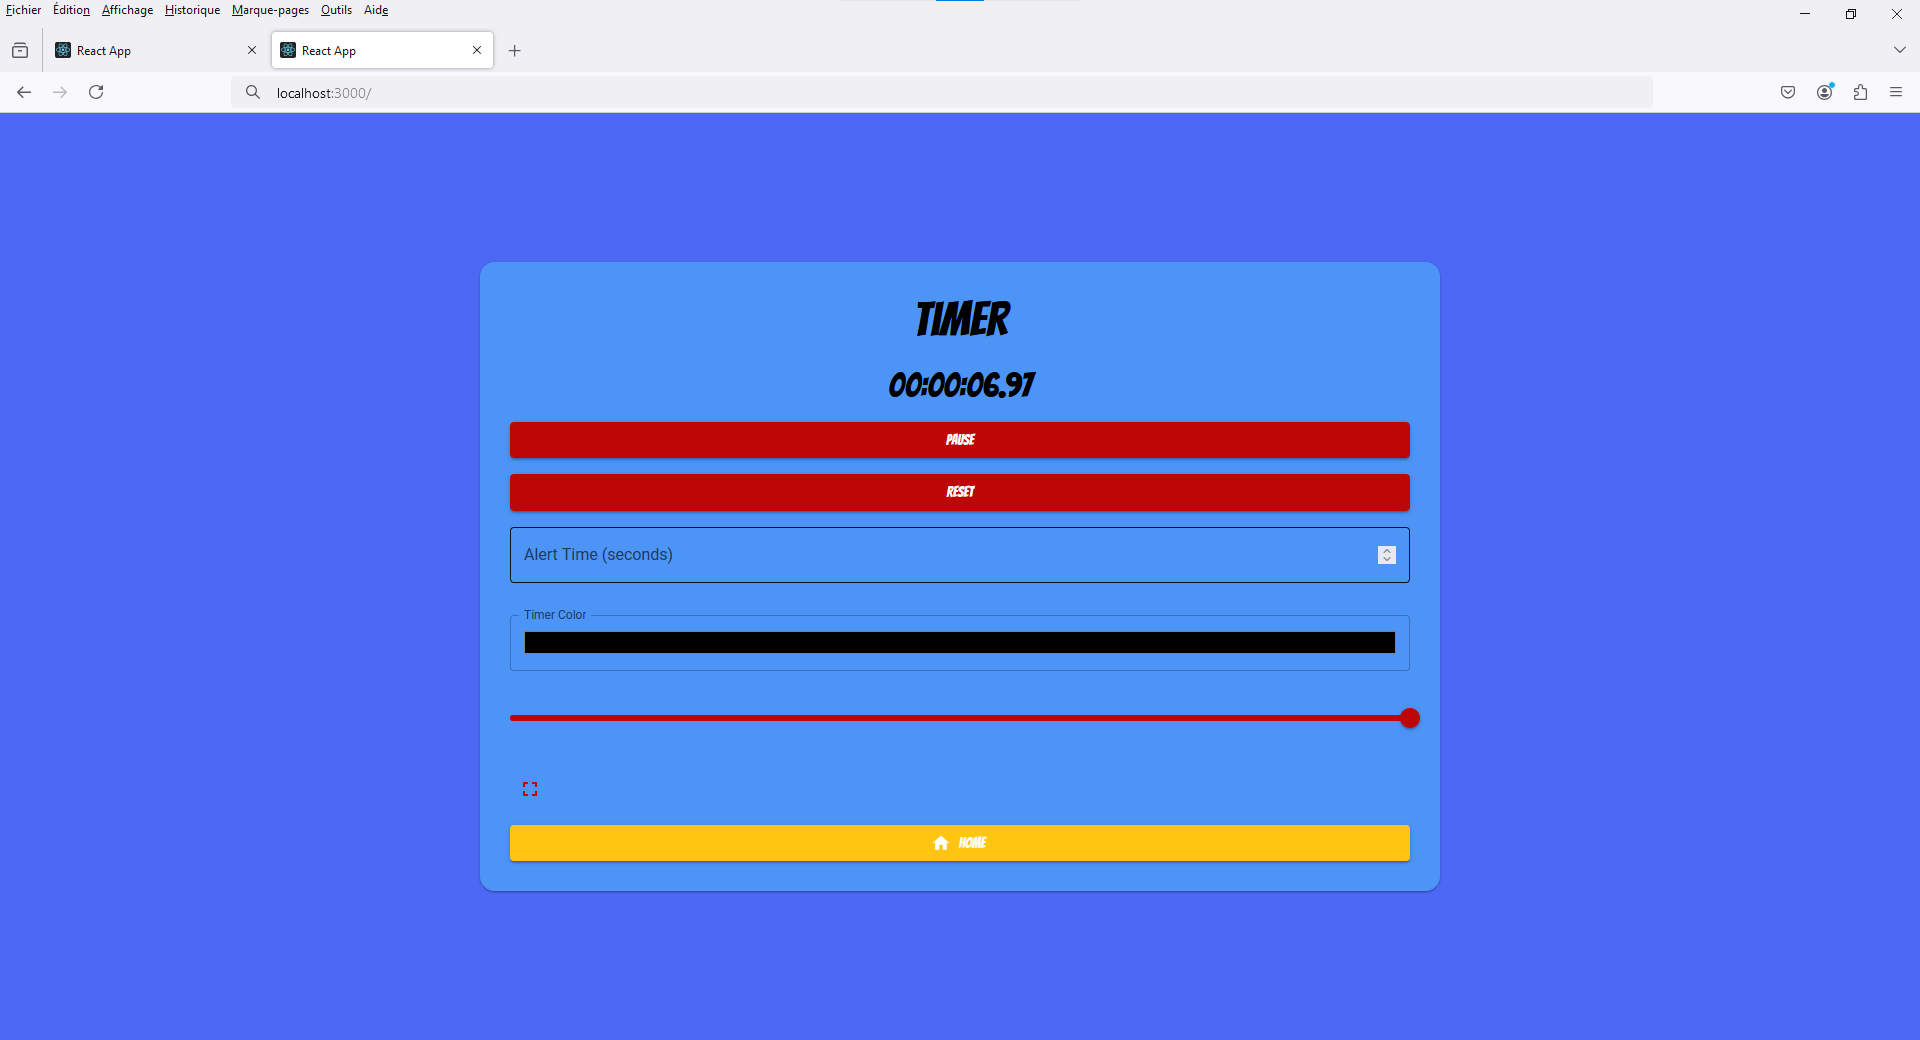 Fichier Édition Affichage Historique Marque-pages Outils Aide
React App
React App
localhost:3000/
TIMER
00:00:06.97
PAUSE
RESET
Alert Time (seconds)
Timer Color
HOME